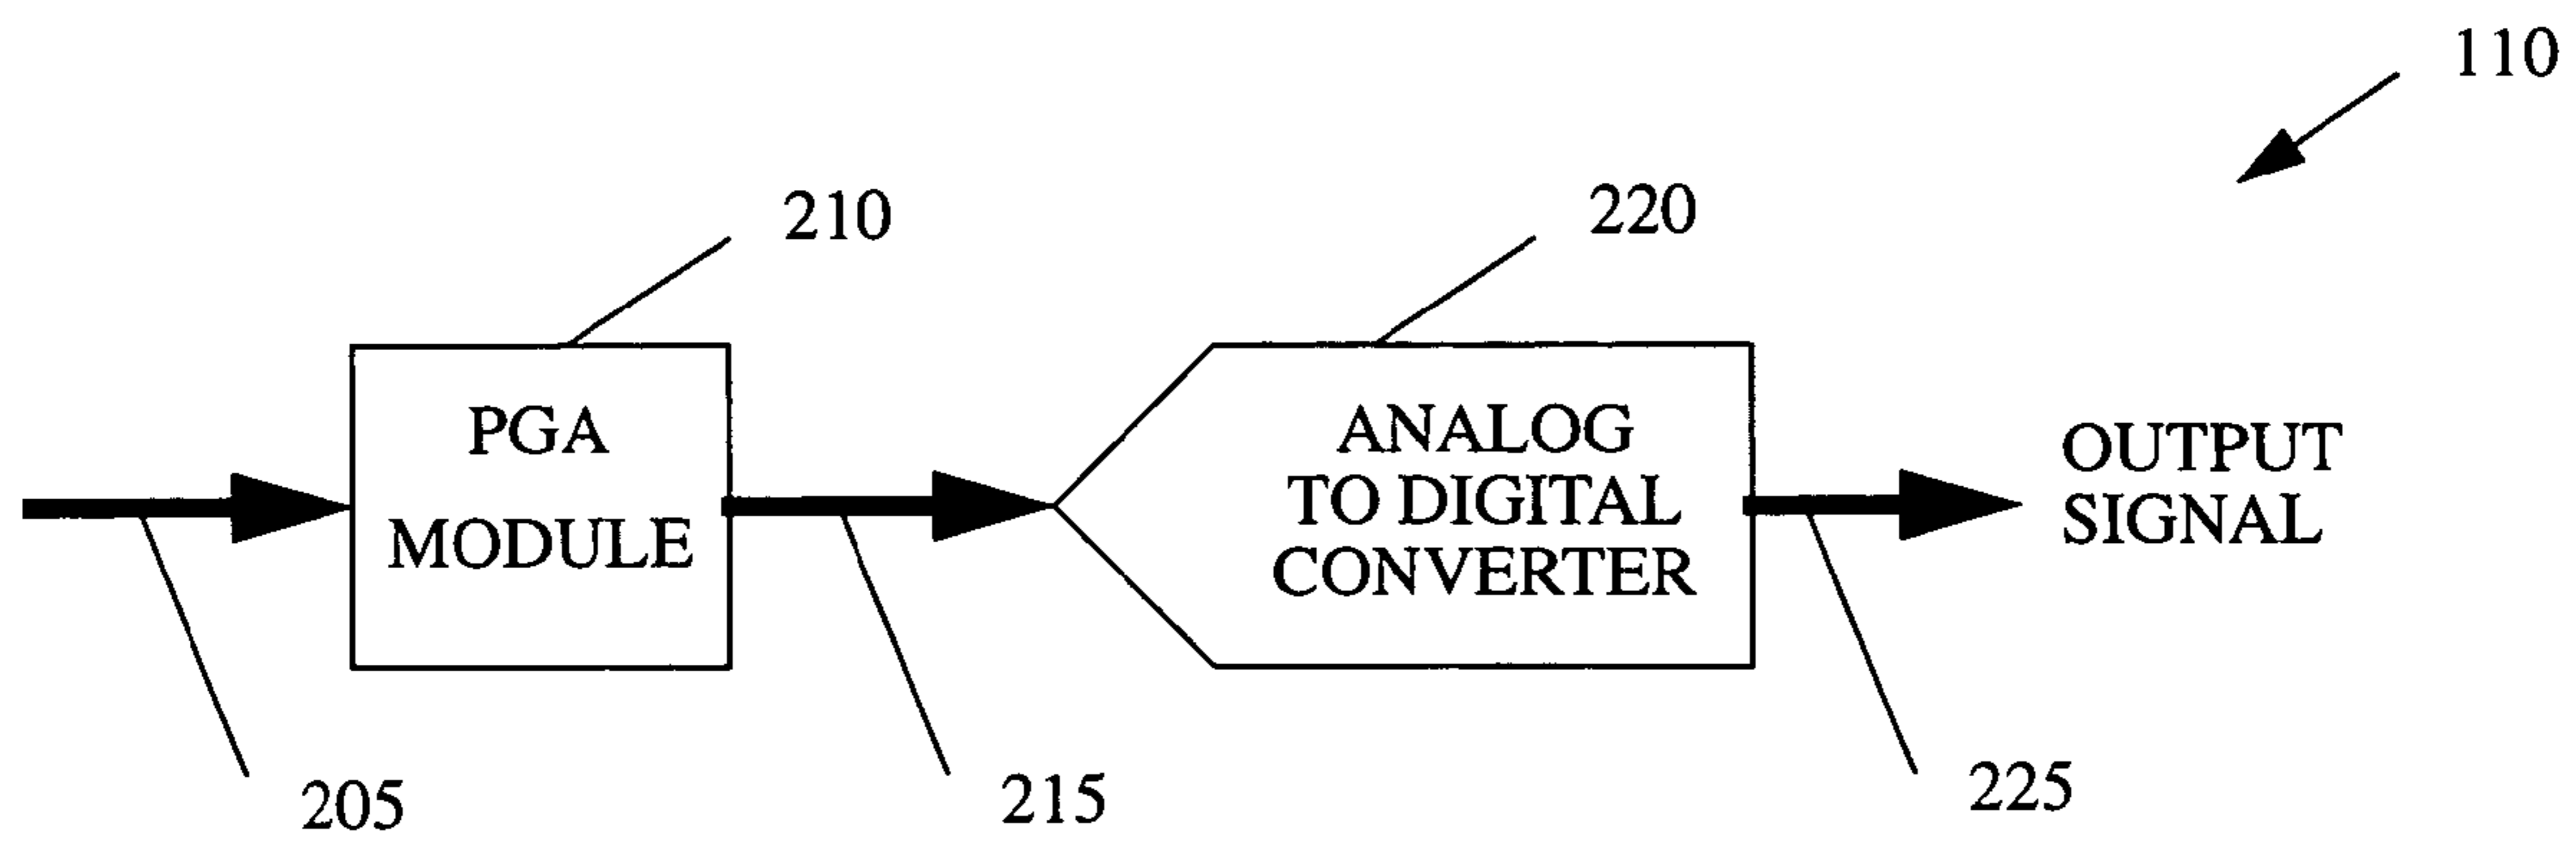 110
210
220
PGA
MODULE
ANALOG
TO DIGITAL
CONVERTER
OUTPUT
SIGNAL
205
215
225